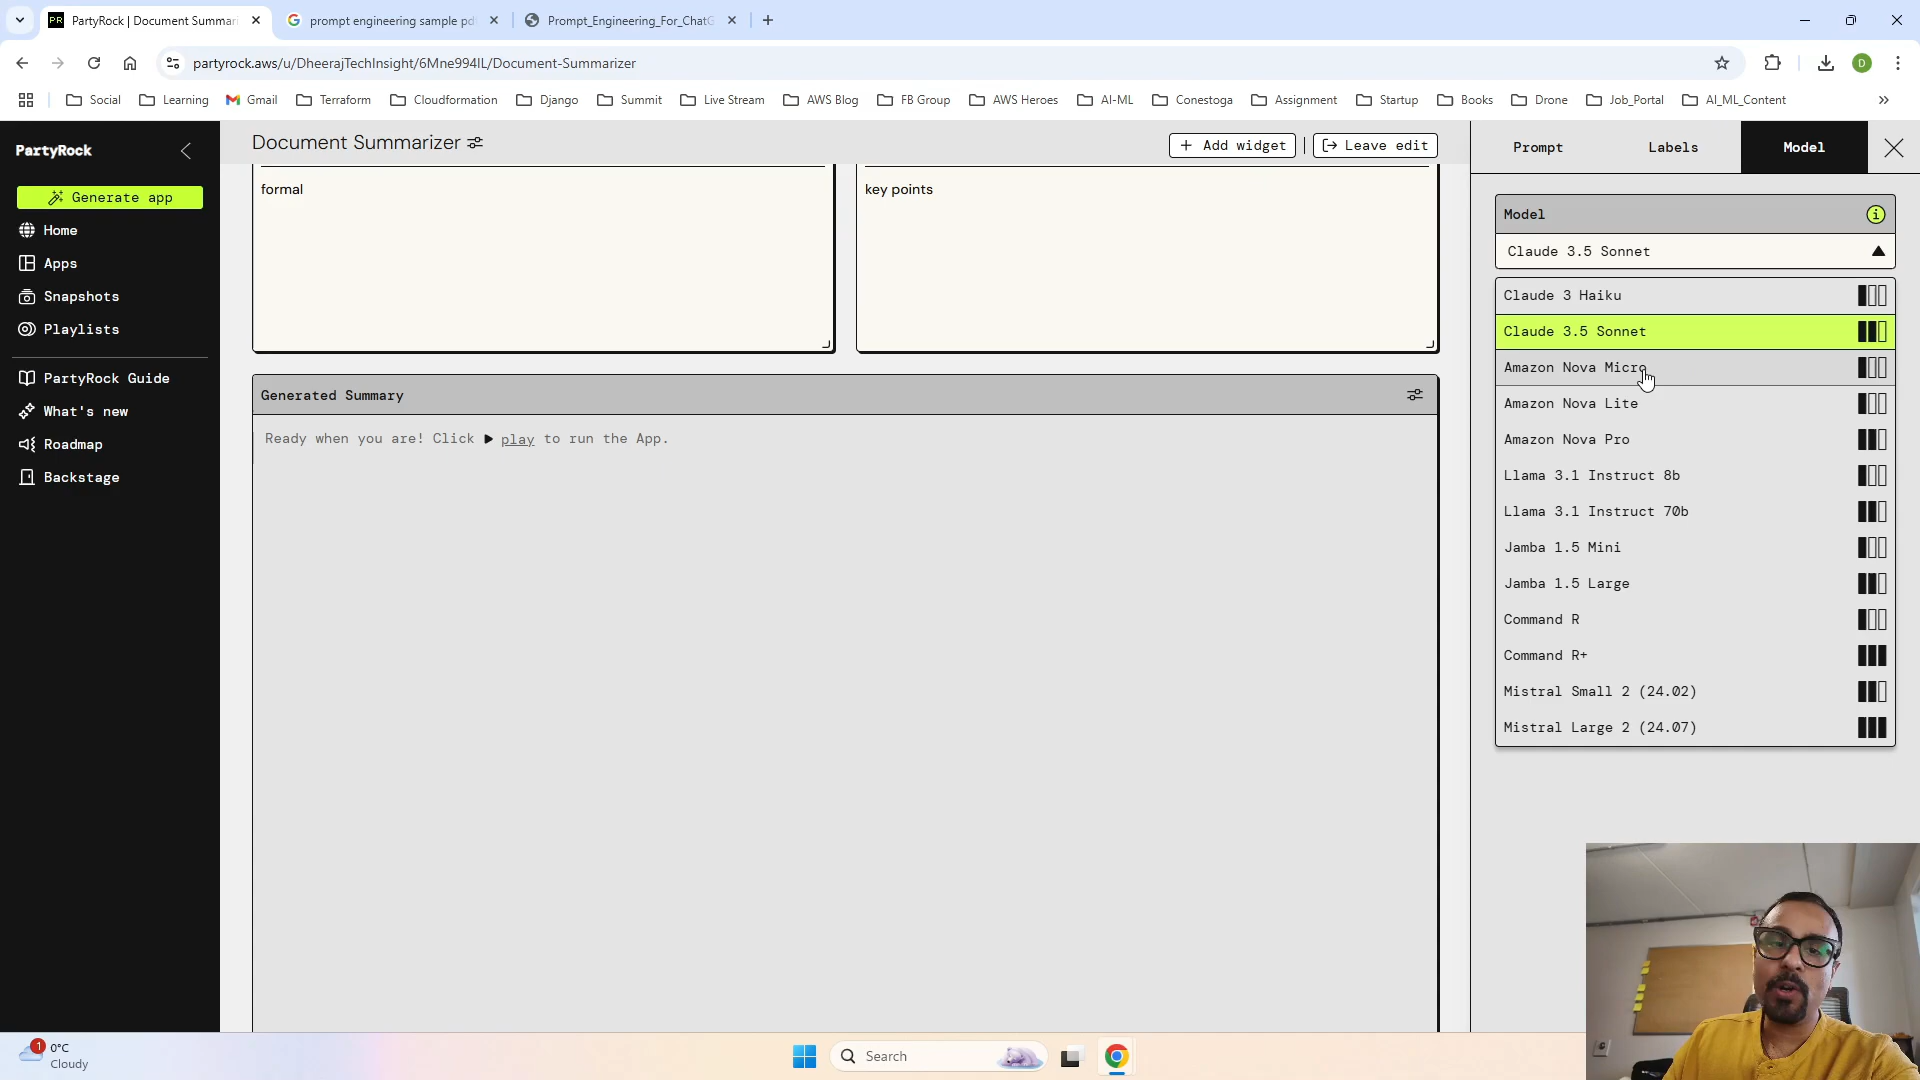 PartyRock | Document Summari
prompt engineering sample pd
Prompt_Engineering_For_ChatG
partyrock.aws/u/DheerajTechInsight/6Mne994IL/Document-Summarizer
D
Social
Learning
Gmail
Terraform
Cloudformation
Django
Summit
Live Stream
AWS Blog
FB Group
AWS Heroes
AI-ML
Conestoga
Assignment
Startup
Books
Drone
Job_Portal
AI_ML_Content
PartyRock
Generate app
Home
Apps
Snapshots
Playlists
PartyRock Guide
What's new
Roadmap
Backstage
Document Summarizer
Add widget
Leave edit
formal
key points
Generated Summary
Ready when you are! Click play to run the App.
Prompt
Labels
Model
Model
Claude 3.5 Sonnet
Claude 3 Haiku
Claude 3.5 Sonnet
Amazon Nova Micro
Amazon Nova Lite
Amazon Nova Pro
Llama 3.1 Instruct 8b
Llama 3.1 Instruct 70b
Jamba 1.5 Mini
Jamba 1.5 Large
Command R
Command R+
Mistral Small 2 (24.02)
Mistral Large 2 (24.07)
1
0°C
Cloudy
Search